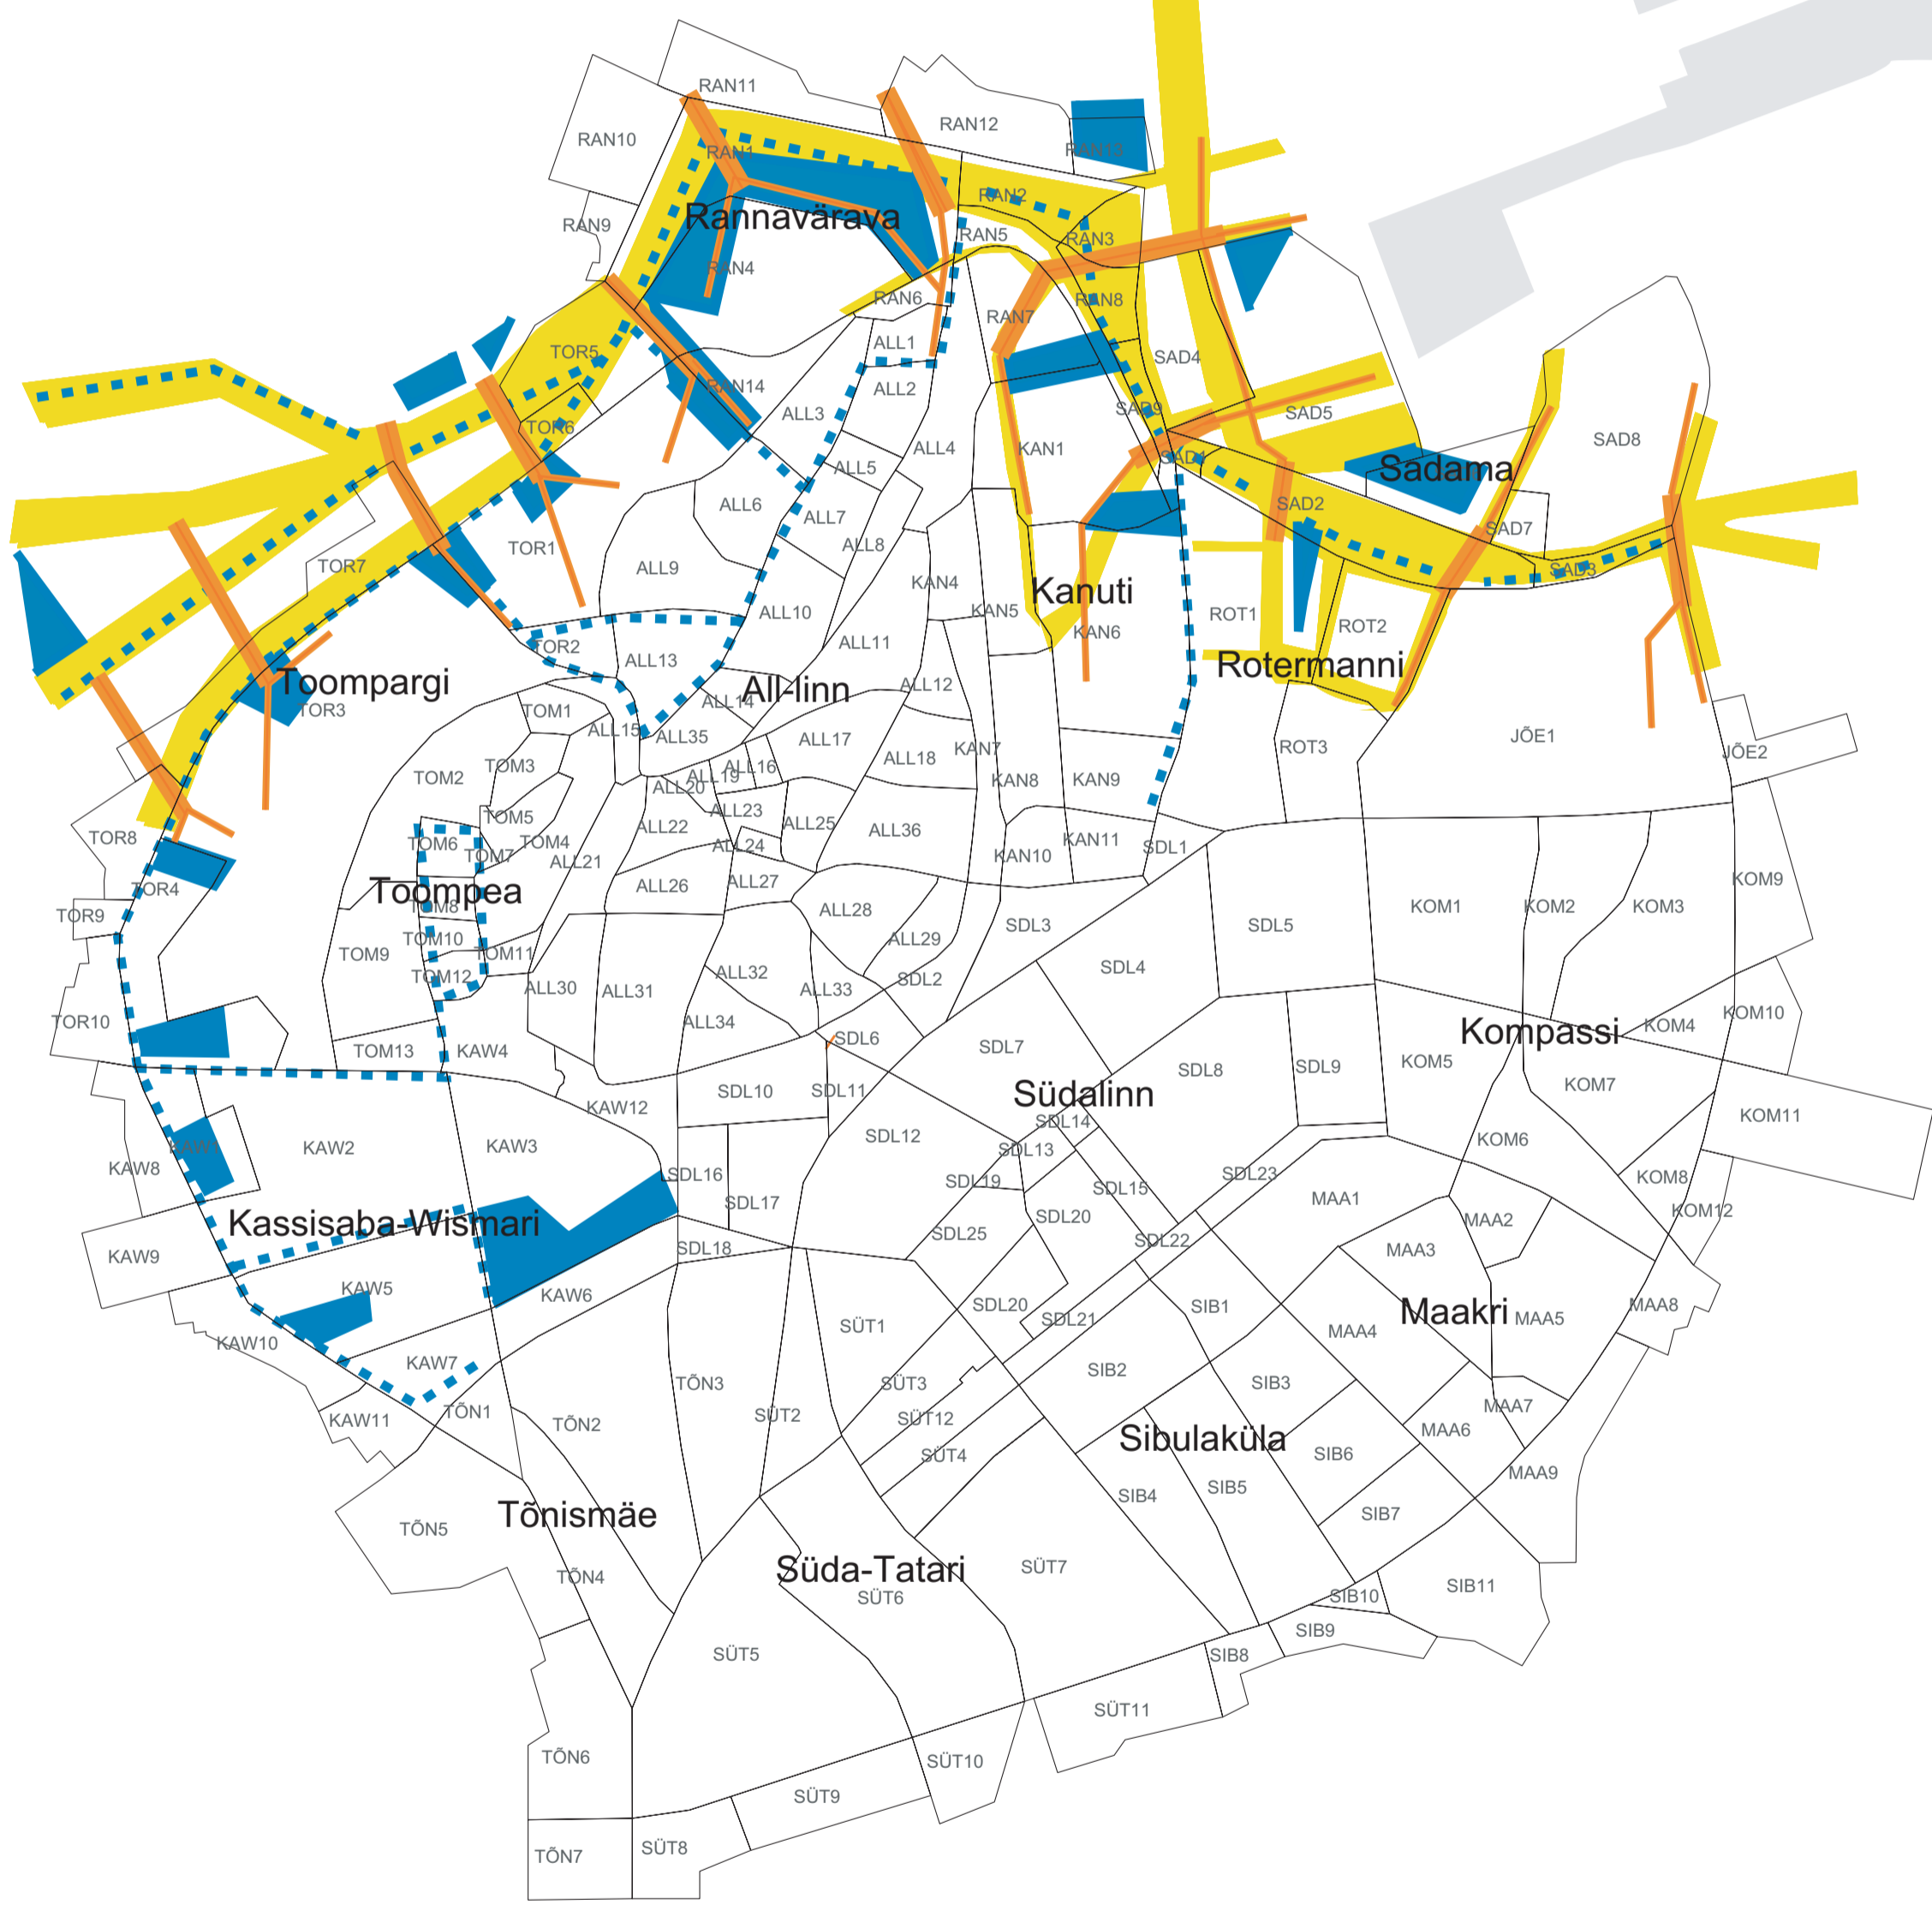 RAN11
RAN12
RAN10
RAN13
RAN1
RAN2
Rannavärava
RAN9
RAN5
RAN3
RAN4
RAN6
RAN8
RAN7
ALL1
TOR5
SAD4
RAN14
ALL2
ALL3
SAD9
SAD5
TOR6
SAD8
ALL4
KAN1
SAD1
ALL5
Sadama
ALL6
SAD2
ALL7
SAD7
TOR1
ALL8
TOR7
ALL9
SAD3
KAN4
Kanuti
KAN5
ALL10
ROT1
ROT2
KAN6
TOR2
ALL11
ALL13
Rotermanni
Toompargi
ALL12
All-linn
ALL14
TOR3
TOM1
ALL15
ALL35
ALL17
JÕE1
KAN7
ROT3
JÕE2
ALL18
TOM3
ALL16
ALL19
TOM2
KAN8
KAN9
ALL20
ALL23
TOM5
ALL25
ALL22
ALL36
TOR8
KAN11
TOM6
TOM4
ALL24
SDL1
TOM7
KAN10
ALL21
KOM9
ALL27
ALL26
TOR4
Toompea
KOM1
KOM2
KOM3
TOM8
ALL28
TOR9
SDL3
SDL5
TOM10
ALL29
TOM9
TOM11
SDL4
ALL32
TOM12
SDL2
ALL30
ALL31
ALL33
KOM10
TOR10
ALL34
KOM4
Kompassi
SDL6
SDL7
TOM13
KAW4
KOM5
SDL9
SDL8
KOM7
SDL10
SDL11
Südalinn
KAW12
KOM11
SDL14
SDL12
KOM6
KAW1
KAW2
KAW3
SDL13
KAW8
SDL16
SDL23
KOM8
SDL19
SDL15
MAA1
SDL17
KOM12
SDL20
MAA2
Kassisaba-Wismari
SDL25
SDL22
SDL18
MAA3
KAW9
KAW5
KAW6
SDL20
SIB1
MAA8
Maakri
MAA5
SDL21
SÜT1
MAA4
KAW10
KAW7
SIB2
TÕN3
SÜT3
SIB3
MAA7
TÕN1
SÜT2
SÜT12
KAW11
TÕN2
MAA6
Sibulaküla
SÜT4
SIB6
MAA9
SIB5
SIB4
Tõnismäe
SIB7
TÕN5
SÜT7
Süda-Tatari
TÕN4
SIB11
SÜT6
SIB10
SIB9
SÜT5
SIB8
SÜT11
TÕN6
SÜT10
SÜT9
SÜT8
TÕN7